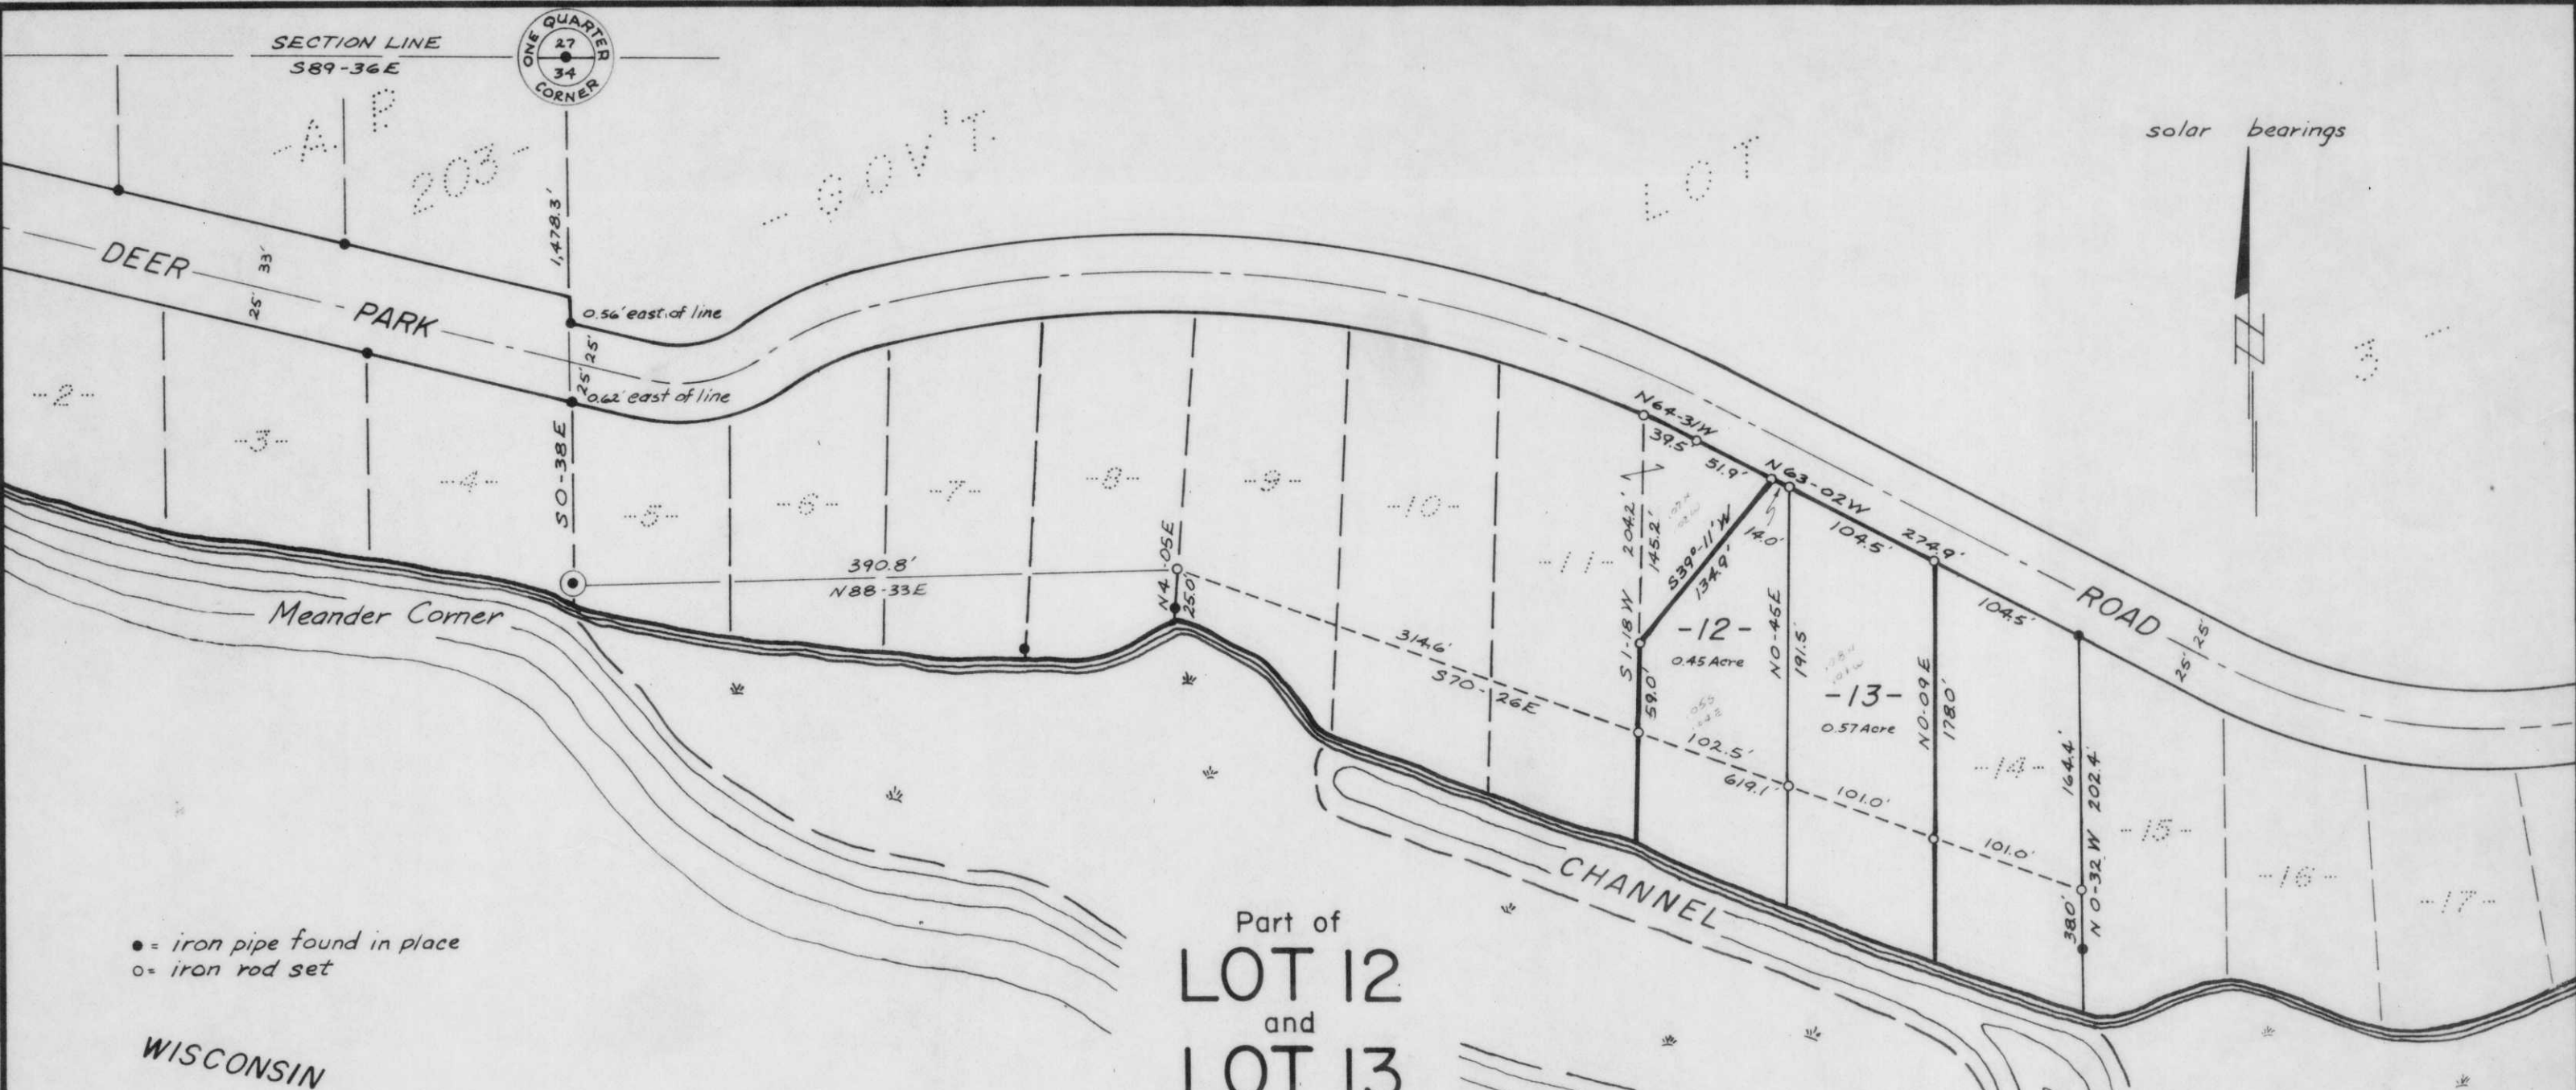 SECTION LINE
S89-36E
ONE QUARTER CORNER
27
34
-A.P.
203-
-GOV'T.
LOT
3 -
solar bearings
N
1,478.3'
DEER PARK ROAD
33'
25'
0.56' east of line
25'
25'
0.62' east of line
S0-38E
-2-
-3-
-4-
-5-
-6-
-7-
-8-
-9-
-10-
-11-
N64-31W
39.5'
51.9'
N63-02W
14.0'
104.5'
274.9'
104.5'
25' 25'
S1-18W 204.2'
145.2'
59.0'
S39°-11'W
134.9'
-12-
0.45 Acre
N0-45E
191.5'
-13-
0.57 Acre
N0-09E
178.0'
-14-
164.4'
38.0'
N0-32W 202.4'
-15-
-16-
-17-
390.8'
N88-33E
N4-05E
25.0'
314.6'
S70-26E
102.5'
619.1'
101.0'
101.0'
Meander Corner
CHANNEL
● = iron pipe found in place
○ = iron rod set
WISCONSIN
Part of
LOT 12
and
LOT 13